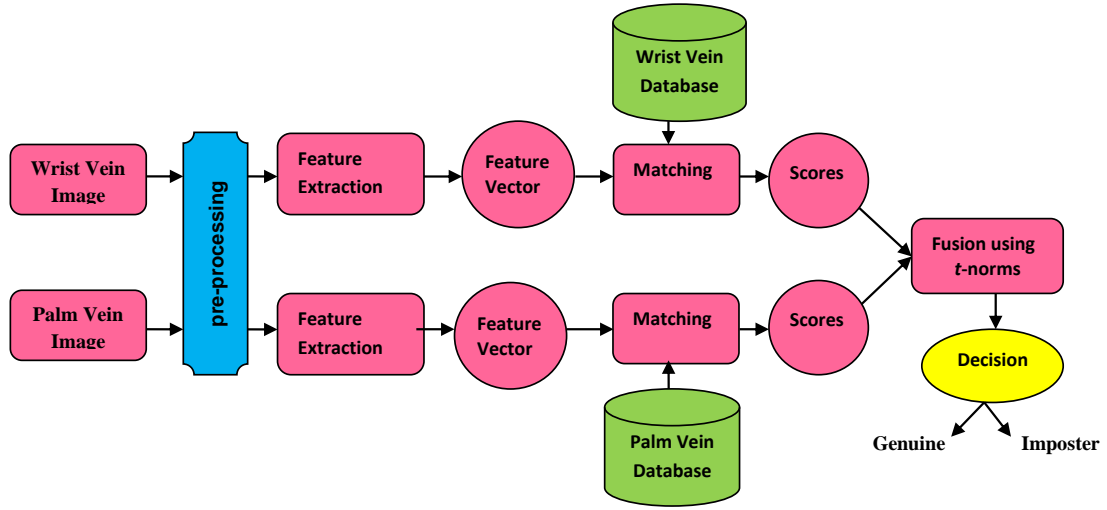 Wrist Vein
Database
Wrist Vein
Image
pre-processing
Feature
Extraction
Feature
Vector
Matching
Scores
Fusion using
t-norms
Palm Vein
Image
Feature
Extraction
Feature
Vector
Matching
Scores
Decision
Palm Vein
Database
Genuine
Imposter